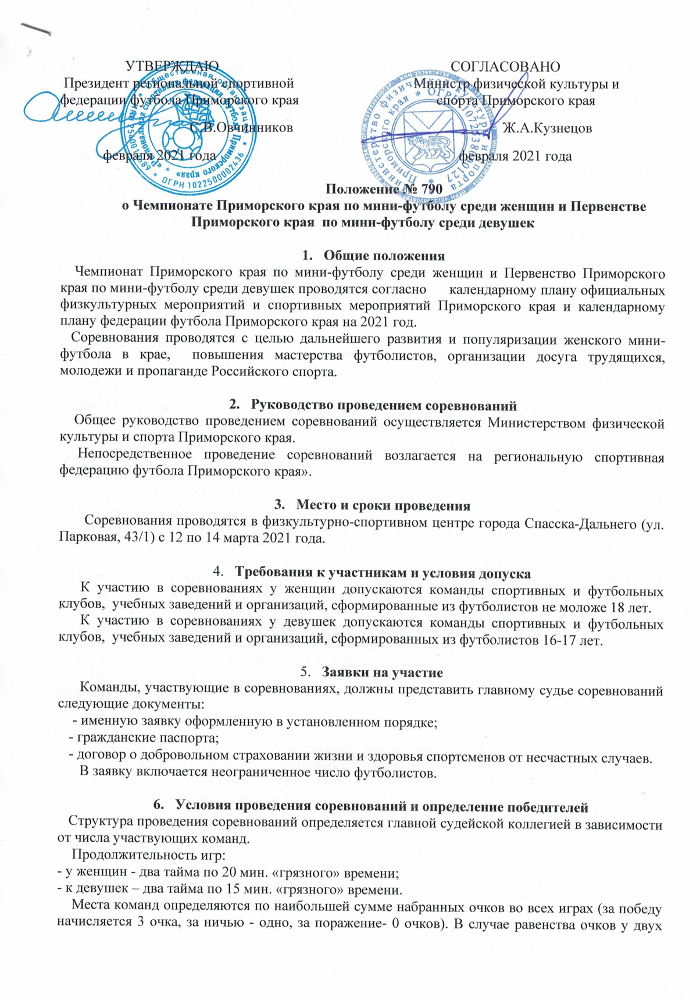 УТВЕРЖДАЮ
Президент региональной спортивной
федерации футбола Приморского края
С.В.Овчинников
февраля 2021 года
СОГЛАСОВАНО
Министр физической культуры и
спорта Приморского края
Ж.А.Кузнецов
февраля 2021 года
Положение № 790
о Чемпионате Приморского края по мини-футболу среди женщин и Первенстве
Приморского края по мини-футболу среди девушек
1. Общие положения
Чемпионат Приморского края по мини-футболу среди женщин и Первенство Приморского
края по мини-футболу среди девушек проводятся согласно календарному плану официальных
физкультурных мероприятий и спортивных мероприятий Приморского края и календарному
плану федерации футбола Приморского края на 2021 год.
Соревнования проводятся с целью дальнейшего развития и популяризации женского мини-
футбола в крае, повышения мастерства футболистов, организации досуга трудящихся,
молодежи и пропаганде Российского спорта.
2. Руководство проведением соревнований
Общее руководство проведением соревнований осуществляется Министерством физической
культуры и спорта Приморского края.
Непосредственное проведение соревнований возлагается на региональную спортивная
федерацию футбола Приморского края».
3. Место и сроки проведения
Соревнования проводятся в физкультурно-спортивном центре города Спасска-Дальнего (ул.
Парковая, 43/1) с 12 по 14 марта 2021 года.
4. Требования к участникам и условия допуска
К участию в соревнованиях у женщин допускаются команды спортивных и футбольных
клубов, учебных заведений и организаций, сформированные из футболистов не моложе 18 лет.
К участию в соревнованиях у девушек допускаются команды спортивных и футбольных
клубов, учебных заведений и организаций, сформированных из футболистов 16-17 лет.
5. Заявки на участие
Команды, участвующие в соревнованиях, должны представить главному судье соревнований
следующие документы:
- именную заявку оформленную в установленном порядке;
- гражданские паспорта;
- договор о добровольном страховании жизни и здоровья спортсменов от несчастных случаев.
В заявку включается неограниченное число футболистов.
6. Условия проведения соревнований и определение победителей
Структура проведения соревнований определяется главной судейской коллегией в зависимости
от числа участвующих команд.
Продолжительность игр:
- у женщин - два тайма по 20 мин. «грязного» времени;
- к девушек – два тайма по 15 мин. «грязного» времени.
Места команд определяются по наибольшей сумме набранных очков во всех играх (за победу
начисляется 3 очка, за ничью - одно, за поражение- 0 очков). В случае равенства очков у двух